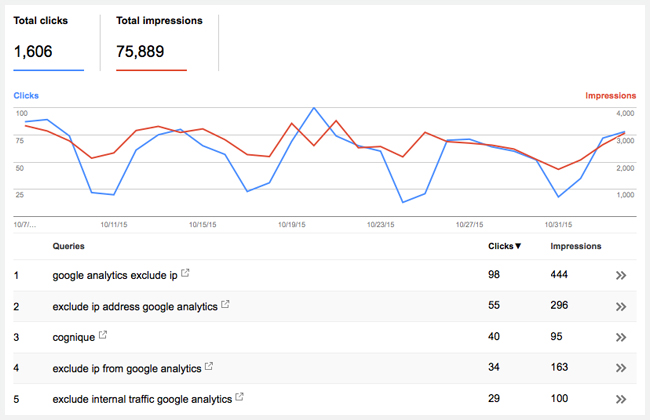 Total clicks Total impressions
1,606 75,889
Clicks Impressions
100 4,000
75 3,000
50 2,000
25 1,000
10/7/... 10/11/15 10/15/15 10/19/15 10/23/15 10/27/15 10/31/15
Queries Clicks▼ Impressions
1 google analytics exclude ip 98 444
2 exclude ip address google analytics 55 296
3 cognique 40 95
4 exclude ip from google analytics 34 163
5 exclude internal traffic google analytics 29 100